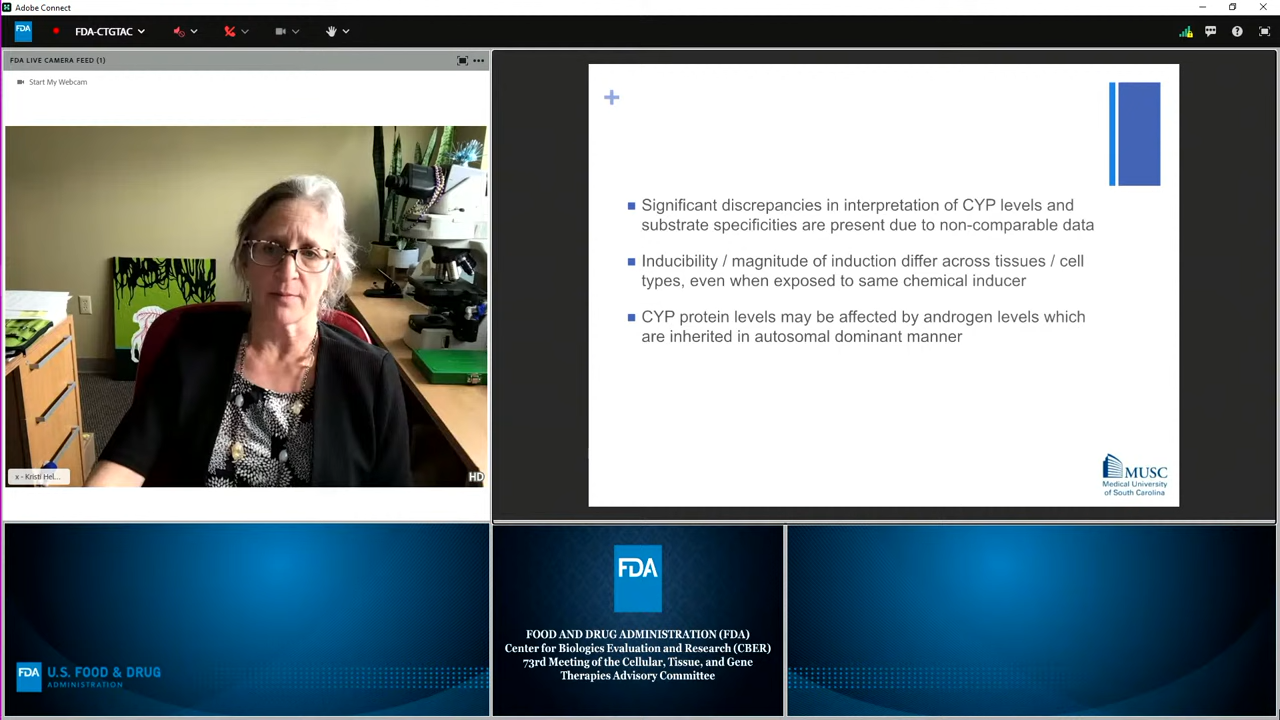 Adobe Connect
FDA
FDA-CTGTAC
FDA LIVE CAMERA FEED (1)
Start My Webcam
x - Kristi Hel...
HD
+
Significant discrepancies in interpretation of CYP levels and
substrate specificities are present due to non-comparable data
Inducibility / magnitude of induction differ across tissues / cell
types, even when exposed to same chemical inducer
CYP protein levels may be affected by androgen levels which
are inherited in autosomal dominant manner
MUSC
Medical University
of South Carolina
FDA U.S. FOOD & DRUG
ADMINISTRATION
FDA
FOOD AND DRUG ADMINISTRATION (FDA)
Center for Biologics Evaluation and Research (CBER)
73rd Meeting of the Cellular, Tissue, and Gene
Therapies Advisory Committee